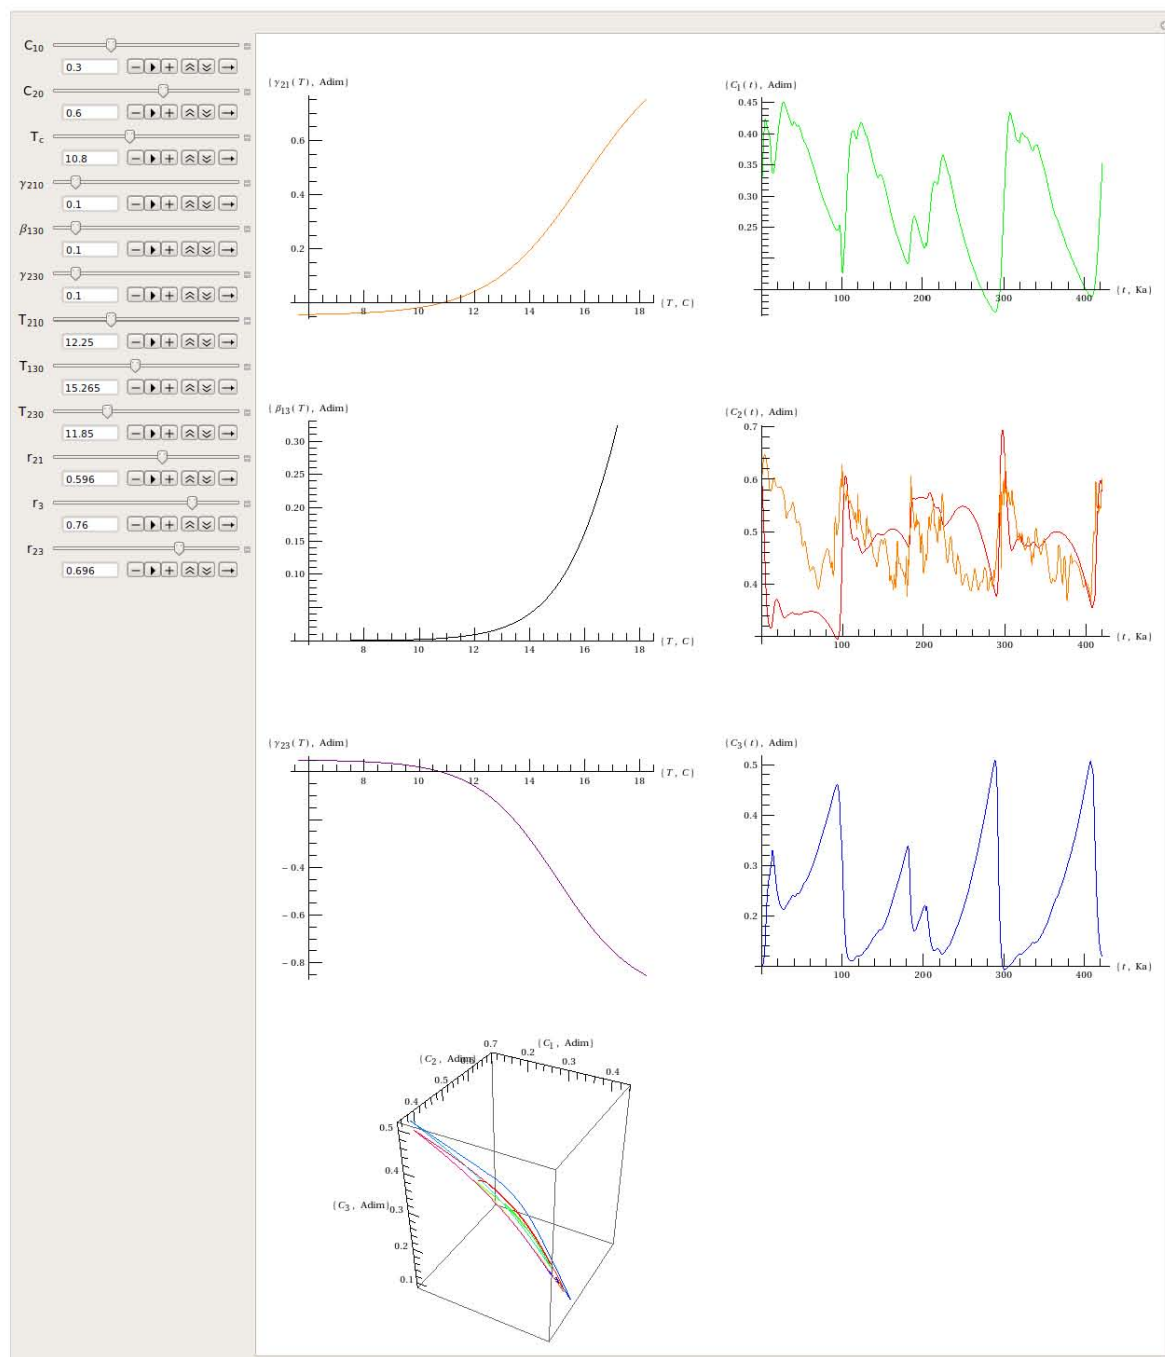 C10
0.3
C20
0.6
Tc
10.8
γ210
0.1
β130
0.1
γ230
0.1
T210
12.25
T130
15.265
T230
11.85
r21
0.596
r3
0.76
r23
0.696
{γ21(T), Adim}
0.6
0.4
0.2
8 10 12 14 16 18 {T, C}
{C1(t), Adim}
0.45
0.40
0.35
0.30
0.25
100 200 300 400 {t, Ka}
{β13(T), Adim}
0.30
0.25
0.20
0.15
0.10
8 10 12 14 16 18 {T, C}
{C2(t), Adim}
0.7
0.6
0.5
0.4
100 200 300 400 {t, Ka}
{γ23(T), Adim}
8 10 12 14 16 18 {T, C}
-0.4
-0.6
-0.8
{C3(t), Adim}
0.5
0.4
0.3
0.2
100 200 300 400 {t, Ka}
{C1, Adim}
0.2 0.3 0.4
{C2, Adim}
0.7
0.6
0.5
0.4
{C3, Adim}
0.5
0.4
0.3
0.2
0.1